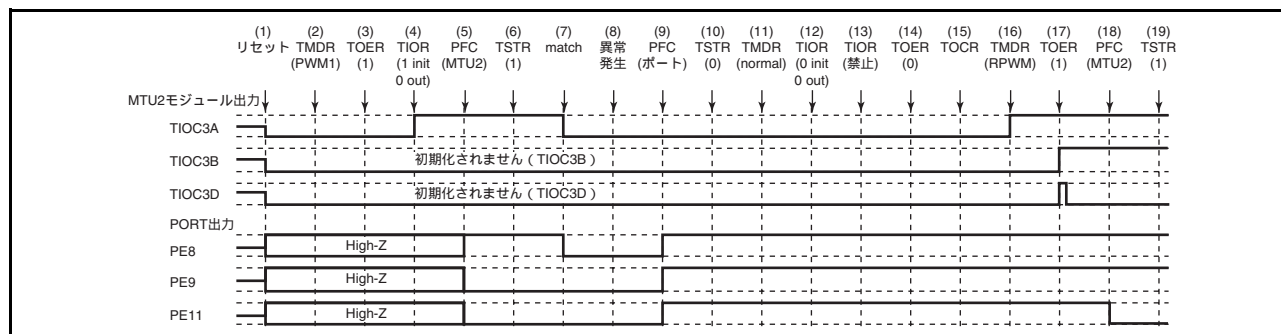 (1) (2) (3) (4) (5) (6) (7) (8) (9) (10) (11) (12) (13) (14) (15) (16) (17) (18) (19)
リセット TMDR TOER TIOR PFC TSTR match 異常 PFC TSTR TMDR TIOR TIOR TOER TOCR TMDR TOER PFC TSTR
(PWM1) (1) (1 init (MTU2) (1) 発生 (ポート) (0) (normal) (0 init (禁止) (0) (RPWM) (1) (MTU2) (1)
0 out) 0 out)
MTU2モジュール出力
TIOC3A
TIOC3B 初期化されません（TIOC3B）
TIOC3D 初期化されません（TIOC3D）
PORT出力
PE8 High-Z
PE9 High-Z
PE11 High-Z